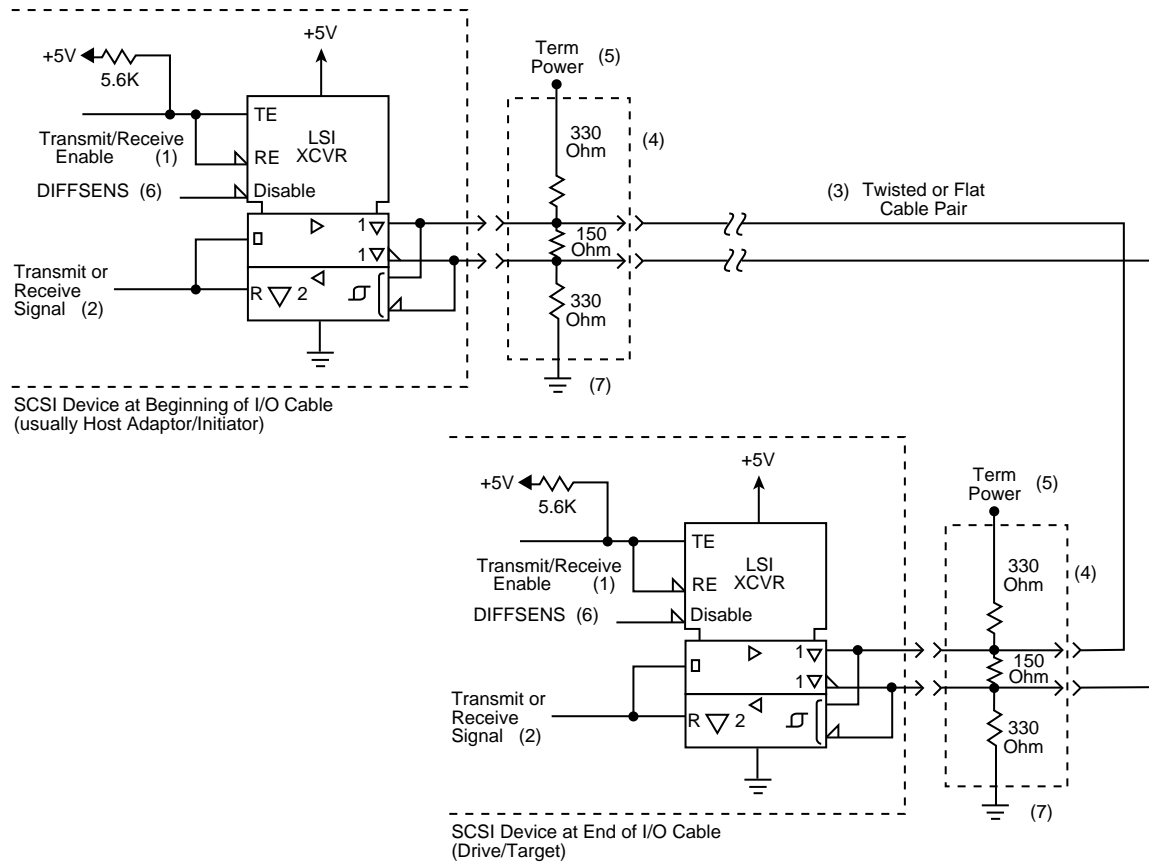 +5V
+5V
5.6K
Term
Power (5)
TE
330
Ohm
(4)
LSI
XCVR
Transmit/Receive
Enable (1)
RE
DIFFSENS (6)
Disable
(3) Twisted or Flat
Cable Pair
1
150
Ohm
1
Transmit or
Receive
Signal (2)
R 2
330
Ohm
(7)
SCSI Device at Beginning of I/O Cable
(usually Host Adaptor/Initiator)
+5V
+5V
5.6K
Term
Power (5)
TE
330
Ohm
(4)
LSI
XCVR
Transmit/Receive
Enable (1)
RE
DIFFSENS (6)
Disable
1
150
Ohm
1
Transmit or
Receive
Signal (2)
R 2
330
Ohm
(7)
SCSI Device at End of I/O Cable
(Drive/Target)